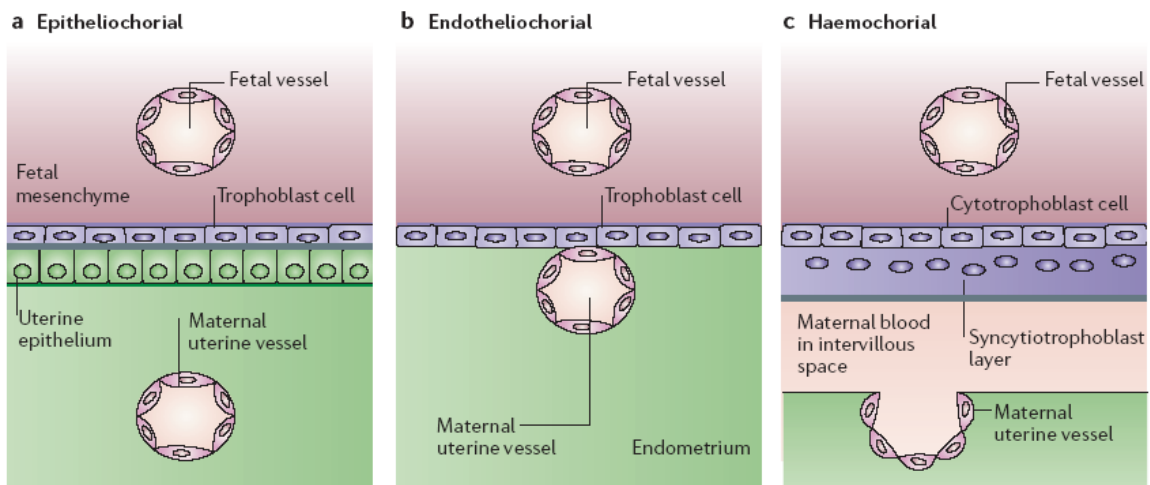 a Epitheliochorial
Fetal vessel
Fetal
mesenchyme
Trophoblast cell
Uterine
epithelium
Maternal
uterine vessel
b Endotheliochorial
Fetal vessel
Trophoblast cell
Maternal
uterine vessel
Endometrium
c Haemochorial
Fetal vessel
Cytotrophoblast cell
Maternal blood
in intervillous
space
Syncytiotrophoblast
layer
Maternal
uterine vessel